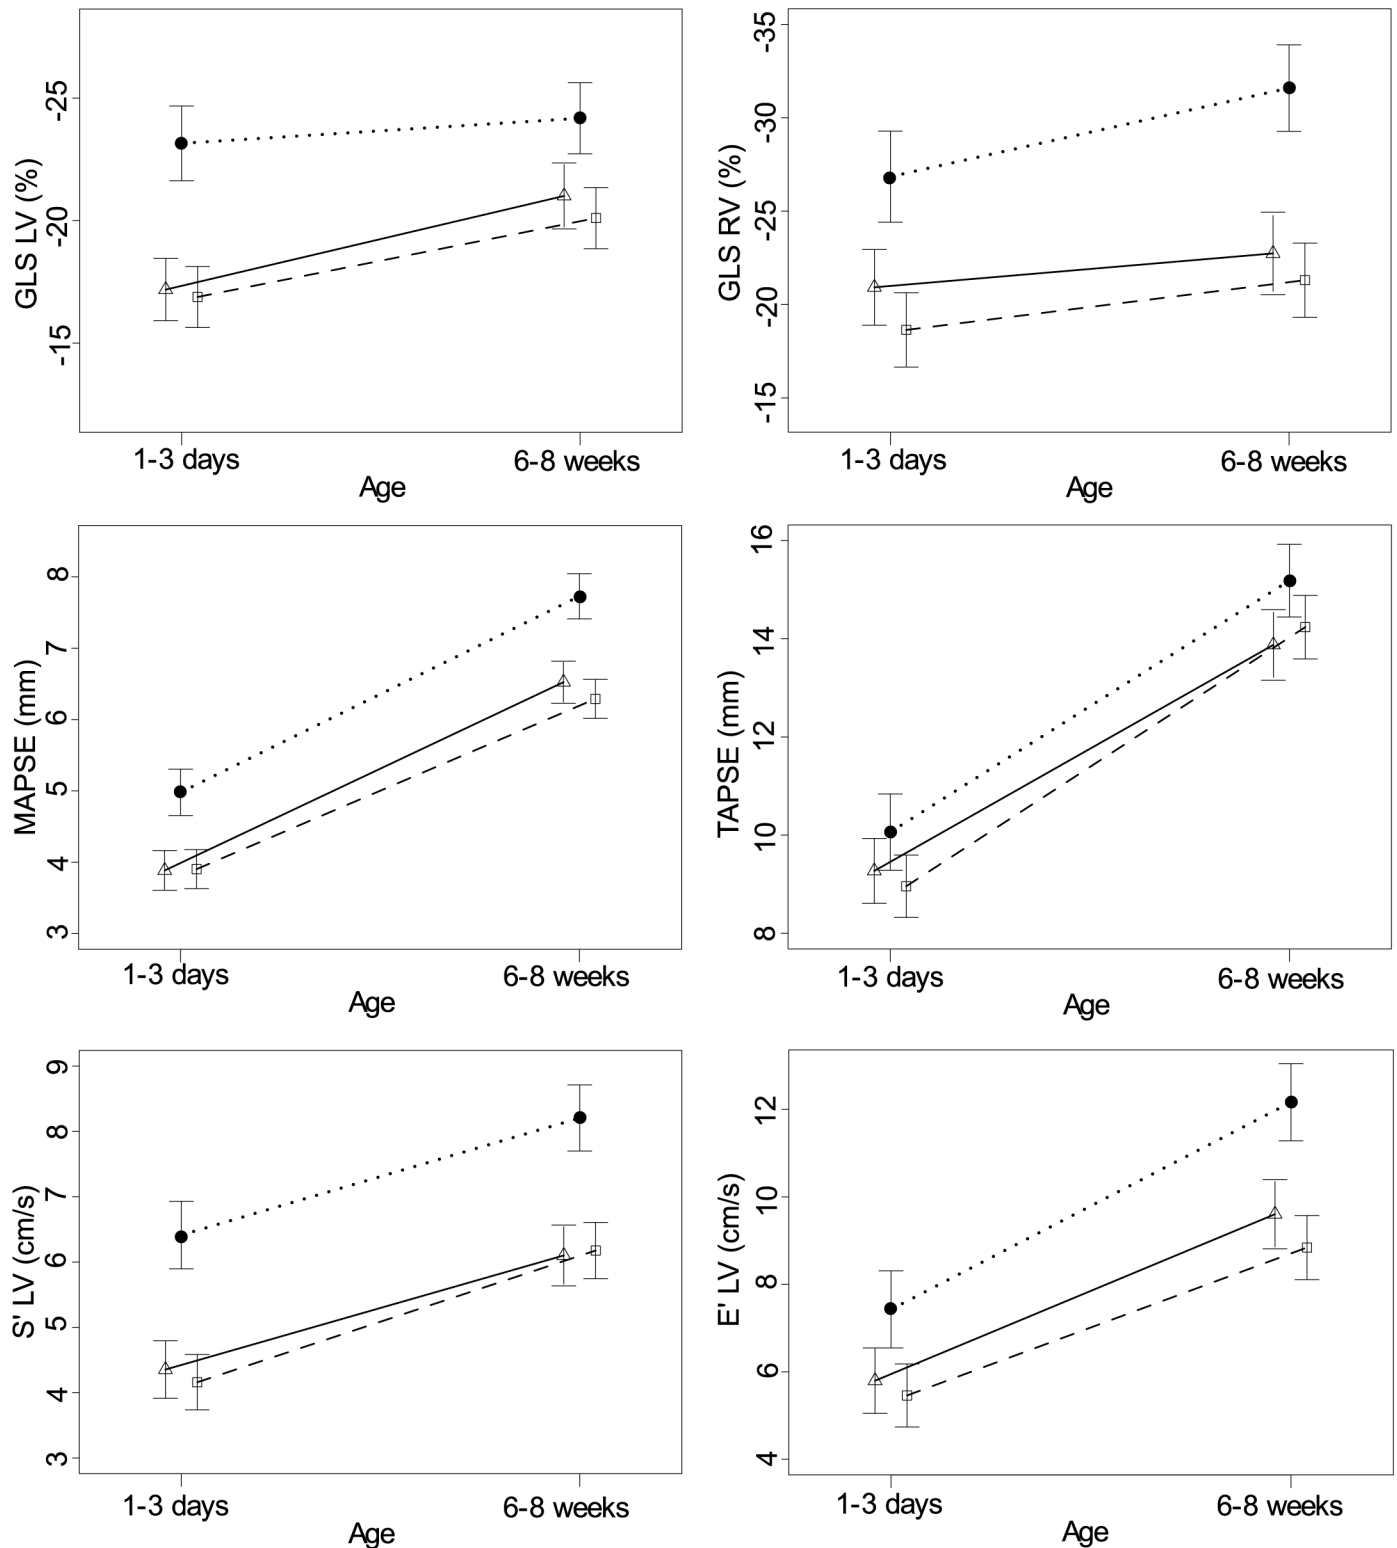 GLS LV (%)
-25
-20
-15
1-3 days
6-8 weeks
Age
GLS RV (%)
-35
-30
-25
-20
-15
1-3 days
6-8 weeks
Age
MAPSE (mm)
8
7
6
5
4
3
1-3 days
6-8 weeks
Age
TAPSE (mm)
16
14
12
10
8
1-3 days
6-8 weeks
Age
S' LV (cm/s)
9
8
7
6
5
4
3
1-3 days
6-8 weeks
Age
E' LV (cm/s)
12
10
8
6
4
1-3 days
6-8 weeks
Age